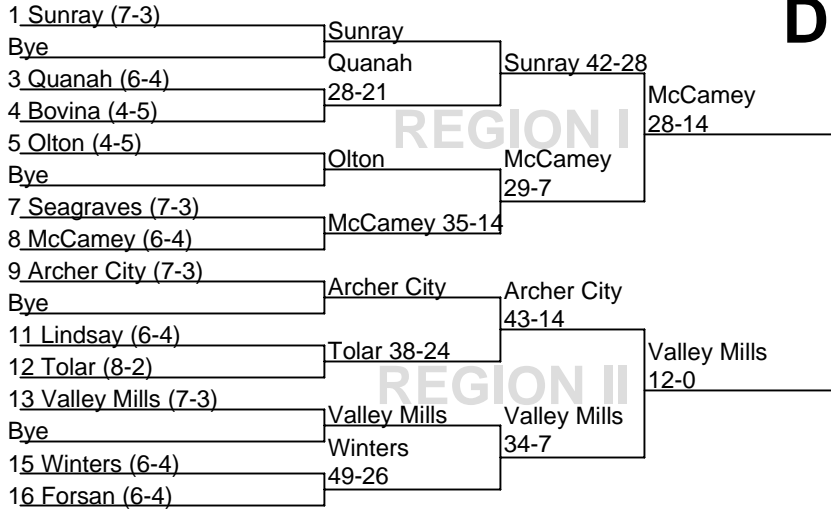 D
1 Sunray (7-3)
Bye
3 Quanah (6-4)
4 Bovina (4-5)
5 Olton (4-5)
Bye
7 Seagraves (7-3)
8 McCamey (6-4)
9 Archer City (7-3)
Bye
11 Lindsay (6-4)
12 Tolar (8-2)
13 Valley Mills (7-3)
Bye
15 Winters (6-4)
16 Forsan (6-4)
Sunray
Quanah
28-21
Olton
McCamey 35-14
Archer City
Tolar 38-24
Valley Mills
Winters
49-26
Sunray 42-28
REGION I
McCamey
29-7
Archer City
43-14
REGION II
Valley Mills
34-7
McCamey
28-14
Valley Mills
12-0